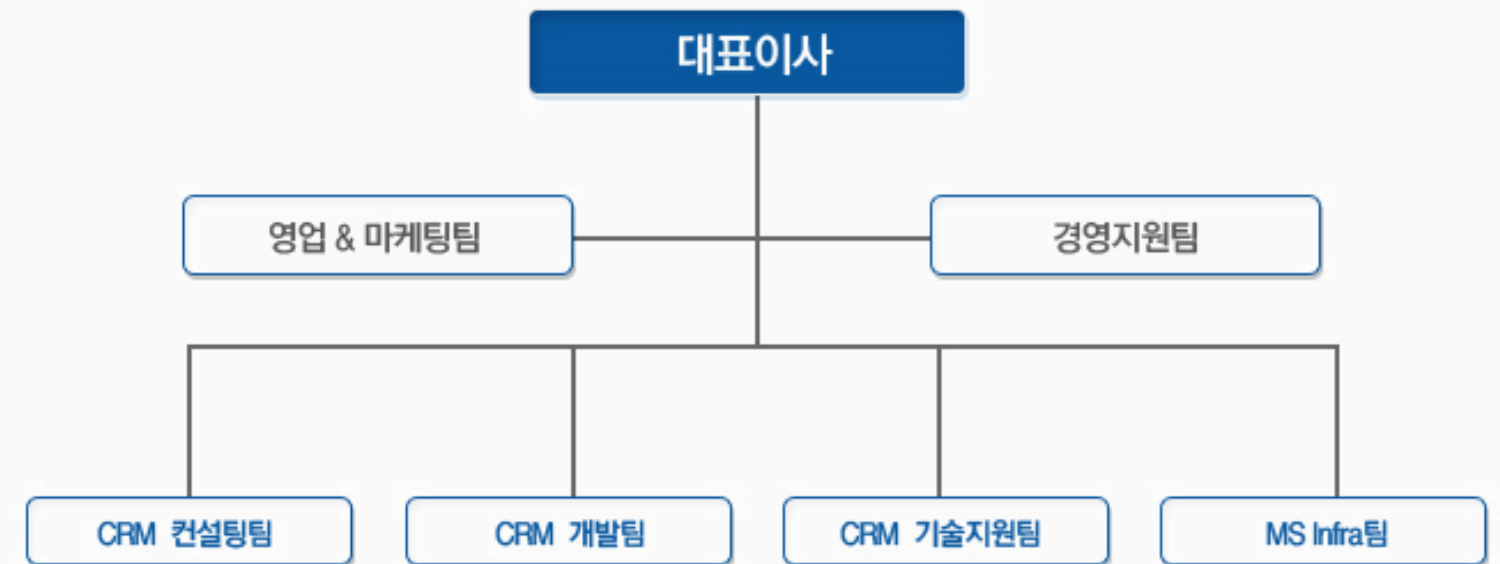 대표이사
영업 & 마케팅팀
경영지원팀
CRM 컨설팅팀
CRM 개발팀
CRM 기술지원팀
MS Infra팀